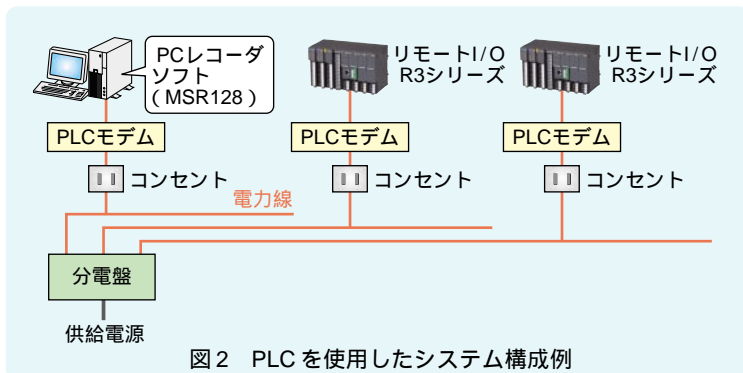 PCレコーダ
ソフト
（MSR128）
リモートI/O
R3シリーズ
リモートI/O
R3シリーズ
PLCモデム
PLCモデム
PLCモデム
コンセント
コンセント
コンセント
電力線
分電盤
供給電源
図2 PLCを使用したシステム構成例